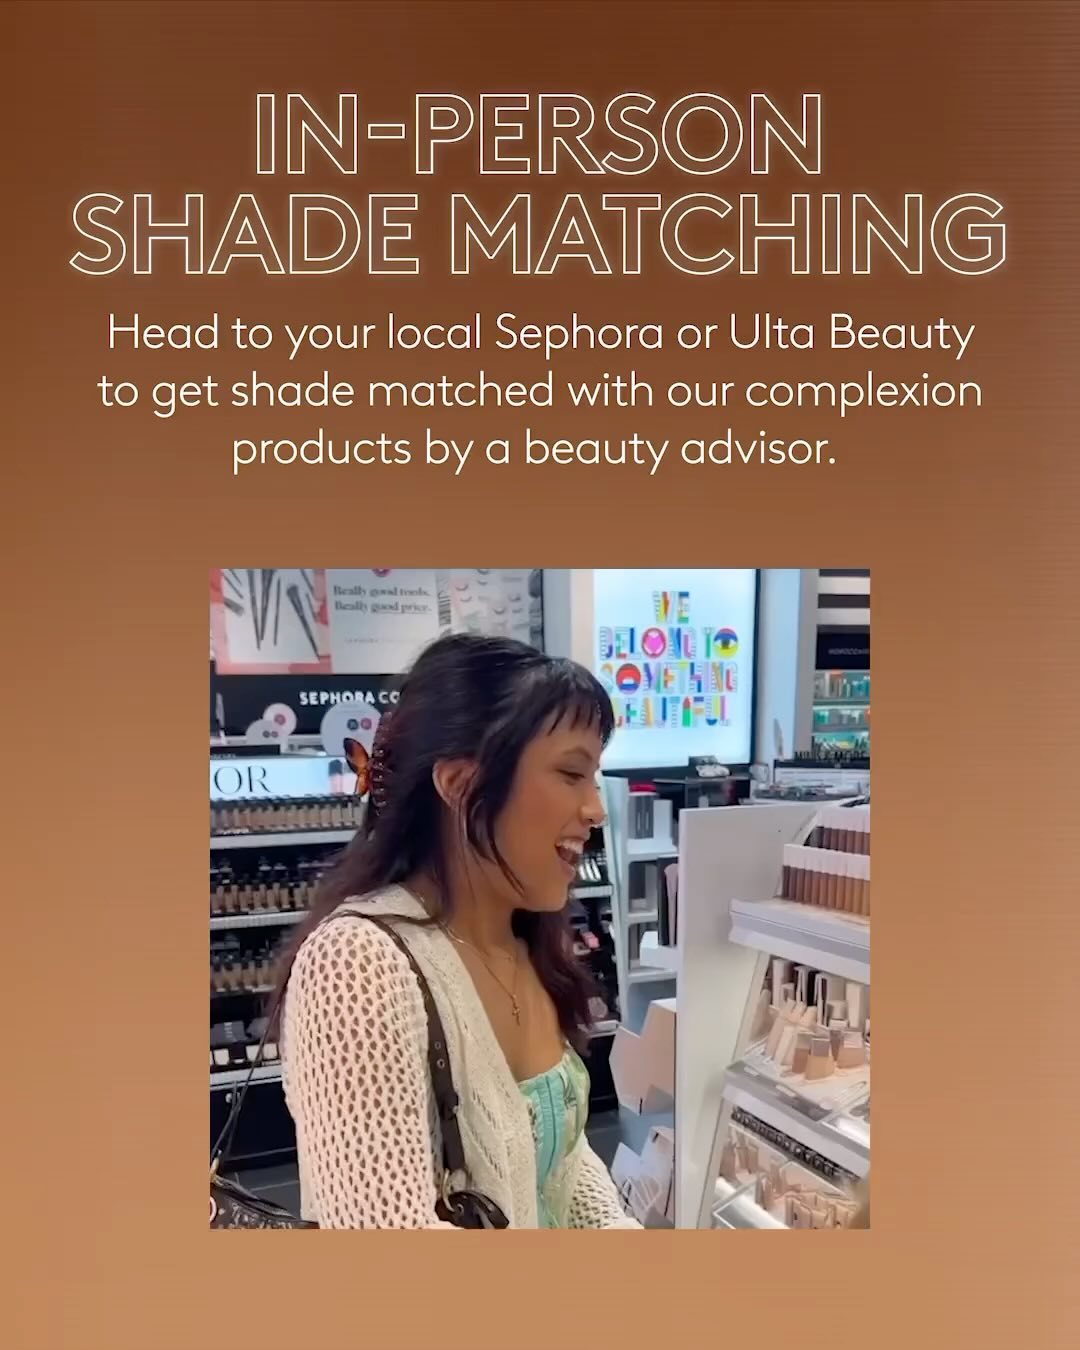 IN-PERSON
SHADE MATCHING
Head to your local Sephora or Ulta Beauty
to get shade matched with our complexion
products by a beauty advisor.
Really good tools.
Really good price.
WE
BELONG TO
SOMETHING
BEAUTIFUL
SEPHORA CO
OR